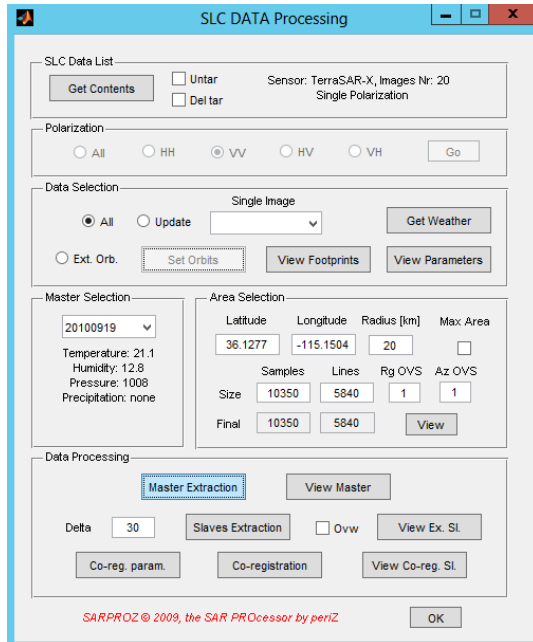 SLC DATA Processing
SLC Data List
Get Contents
Untar
Del tar
Sensor: TerraSAR-X, Images Nr: 20
Single Polarization
Polarization
All HH VV HV VH Go
Data Selection
Single Image
All Update Get Weather
Ext. Orb. Set Orbits View Footprints View Parameters
Master Selection
20100919
Temperature: 21.1
Humidity: 12.8
Pressure: 1008
Precipitation: none
Area Selection
Latitude Longitude Radius [km] Max Area
36.1277 -115.1504 20
Samples Lines Rg OVS Az OVS
Size 10350 5840 1 1
Final 10350 5840 View
Data Processing
Master Extraction View Master
Delta 30 Slaves Extraction Ovw View Ex. Sl.
Co-reg. param. Co-registration View Co-reg. Sl.
SARPROZ © 2009, the SAR PROcessor by periZ OK